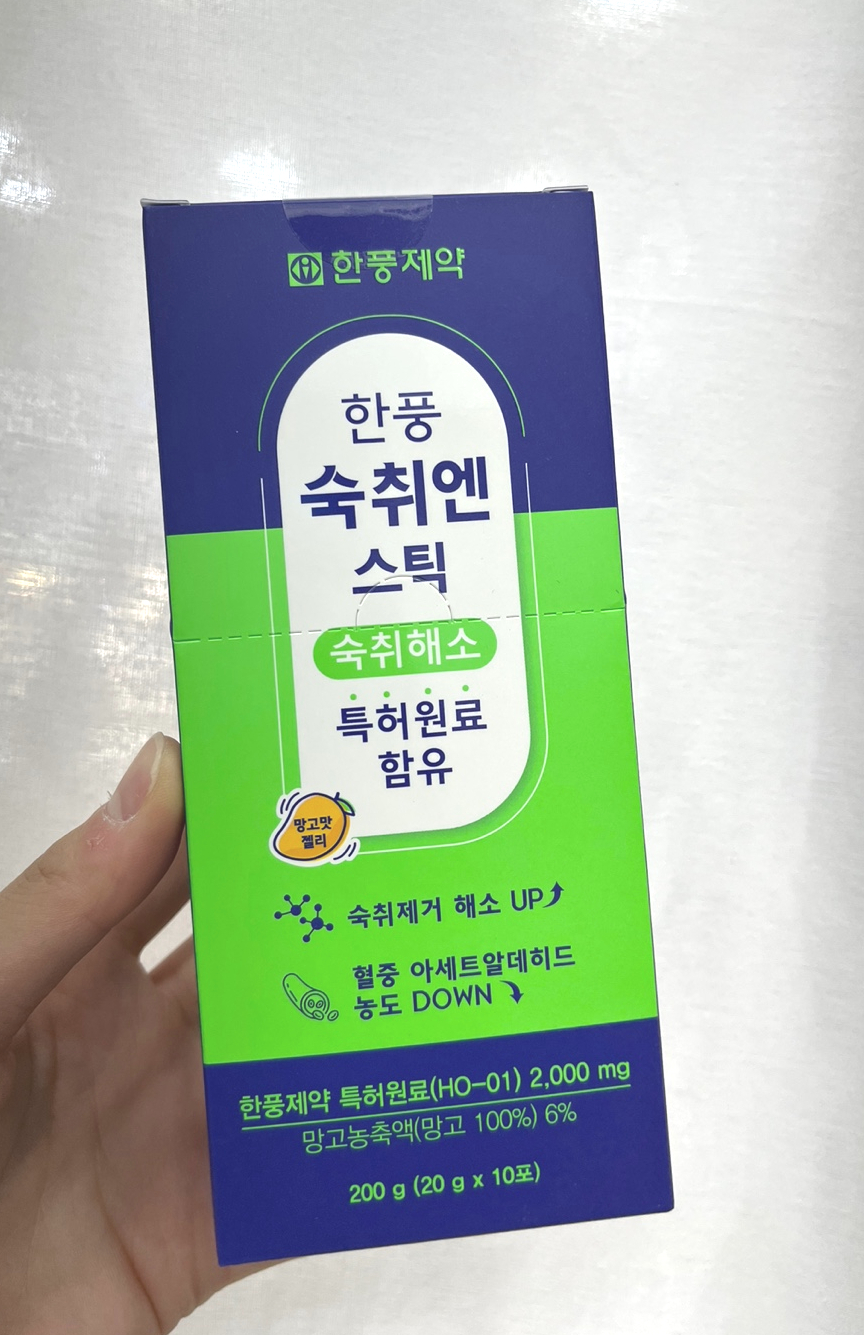 한풍제약
한풍
숙취엔
스틱
숙취해소
특허원료
함유
망고맛
젤리
숙취제거 해소 UP
혈중 아세트알데히드
농도 DOWN
한풍제약 특허원료(HO-01) 2,000 mg
망고농축액(망고 100%) 6%
200 g (20 g x 10포)